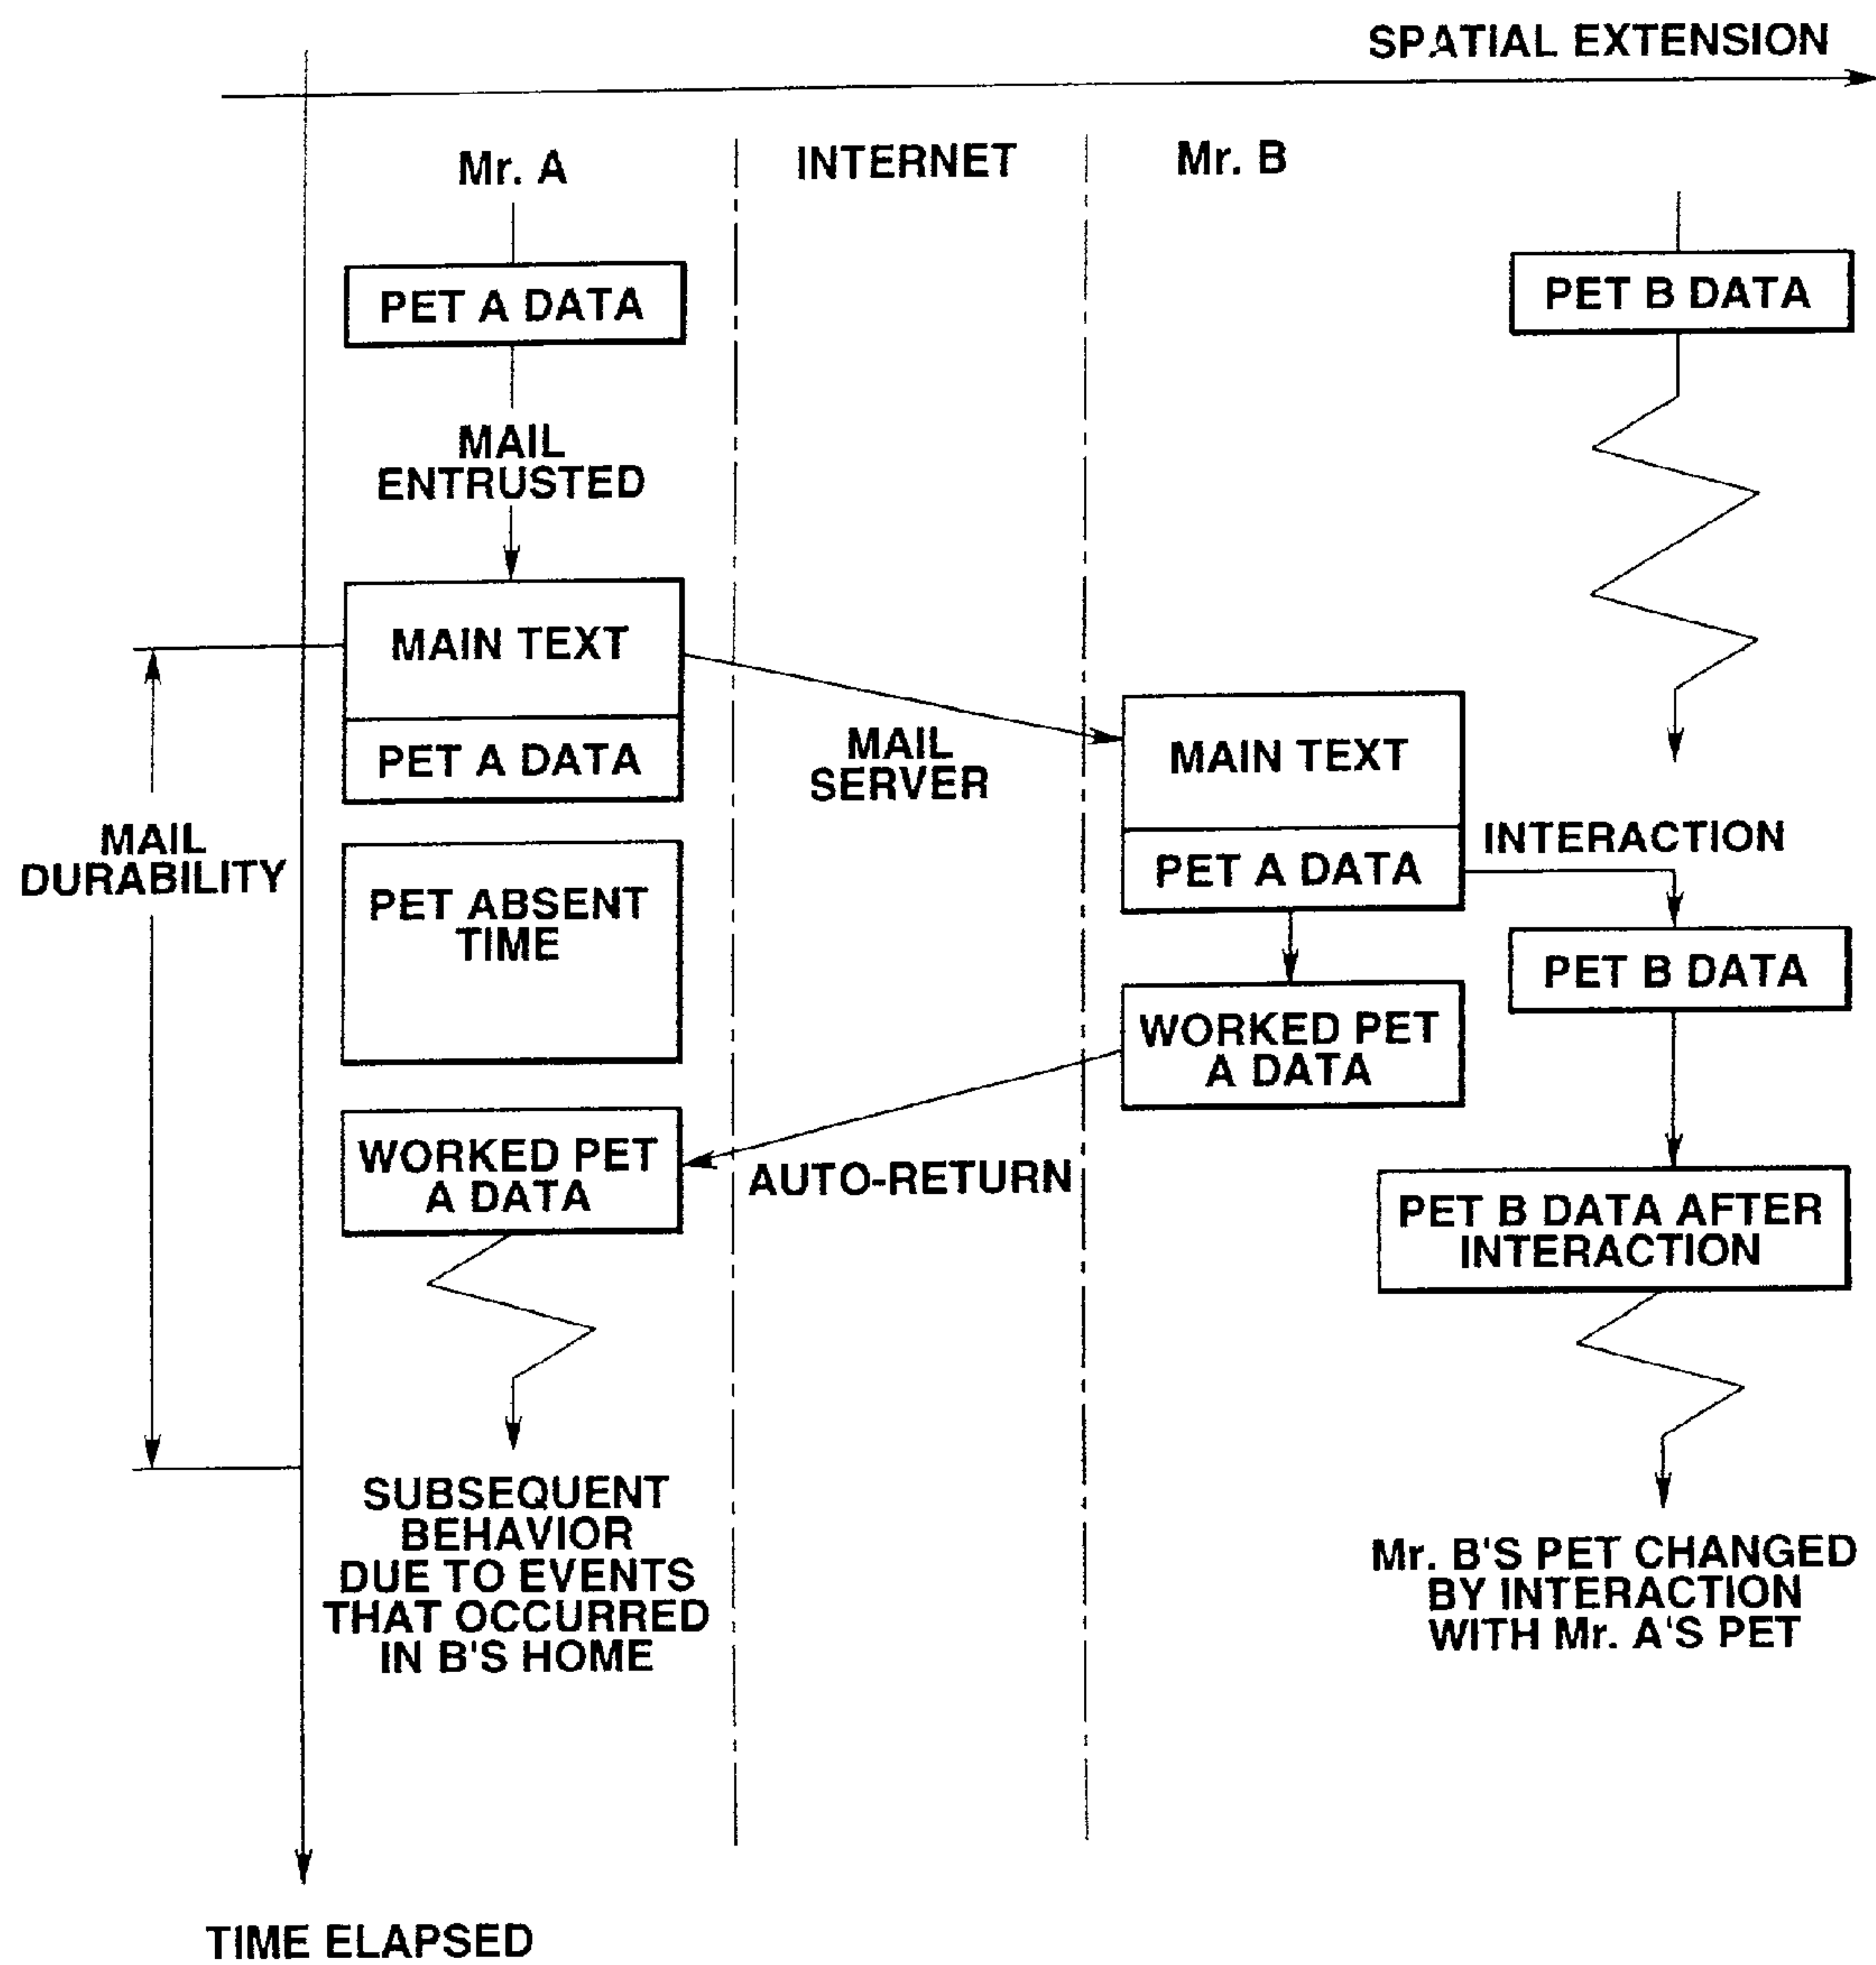 SPATIAL EXTENSION
Mr. A
INTERNET
Mr. B
PET A DATA
PET B DATA
MAIL
ENTRUSTED
MAIN TEXT
PET A DATA
MAIL
SERVER
MAIN TEXT
PET A DATA
INTERACTION
MAIL
DURABILITY
PET ABSENT
TIME
PET B DATA
WORKED PET
A DATA
WORKED PET
A DATA
AUTO-RETURN
PET B DATA AFTER
INTERACTION
SUBSEQUENT
BEHAVIOR
DUE TO EVENTS
THAT OCCURRED
IN B'S HOME
Mr. B'S PET CHANGED
BY INTERACTION
WITH Mr. A'S PET
TIME ELAPSED